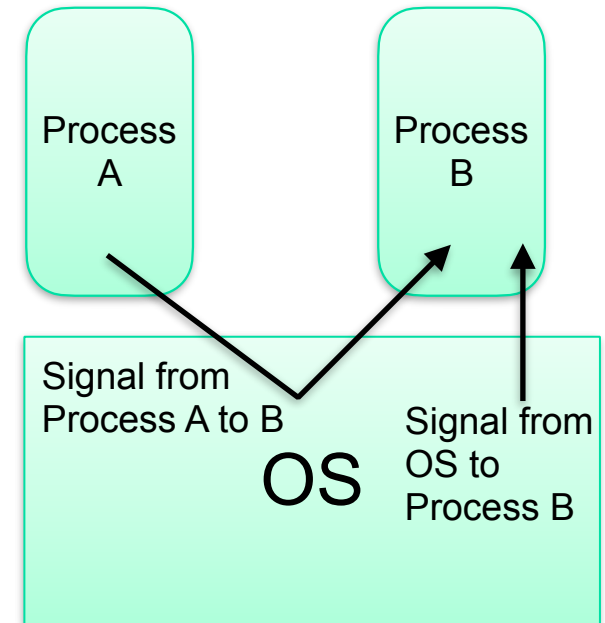 Process
A
Process
B
Signal from
Process A to B
OS
Signal from
OS to
Process B